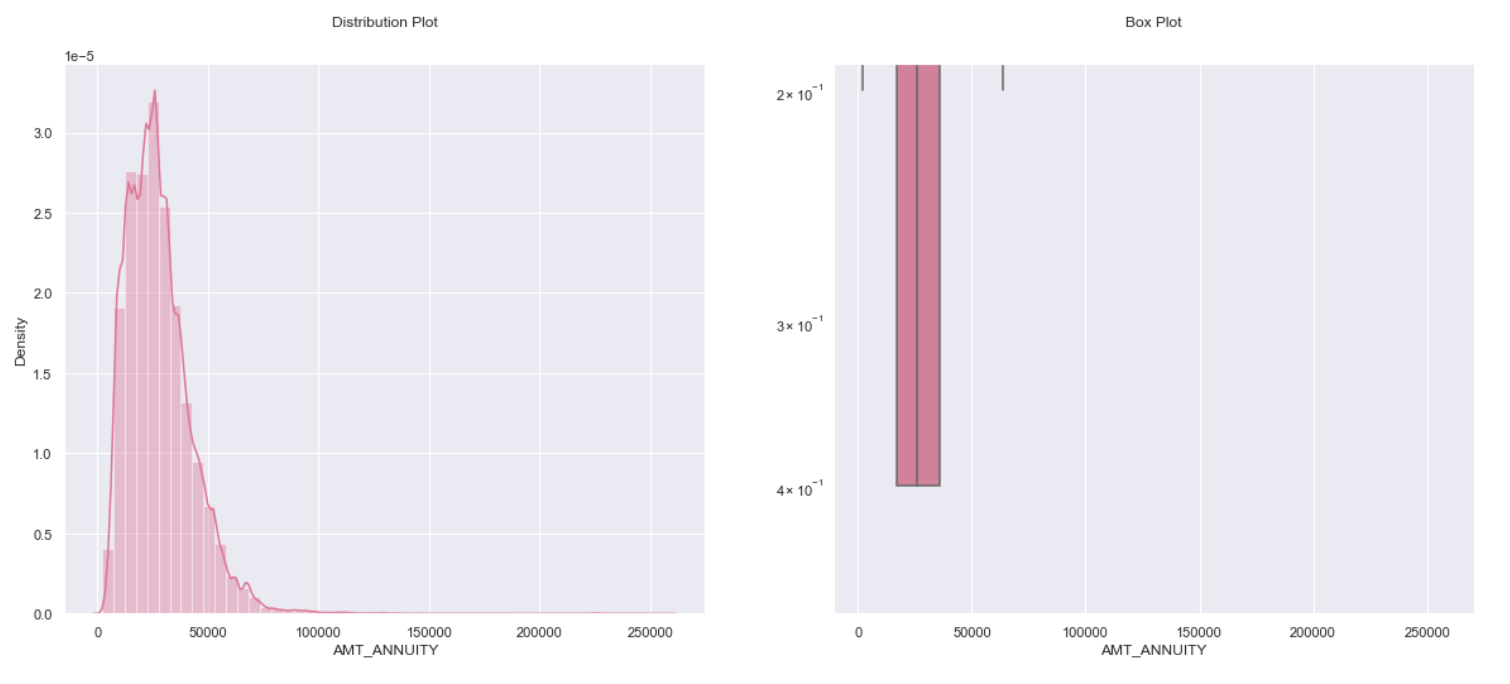 Distribution Plot
1e−5
3.0
2.5
2.0
1.5
1.0
0.5
0.0
Density
0 50000 100000 150000 200000 250000
AMT_ANNUITY
Box Plot
2 × 10⁻¹
3 × 10⁻¹
4 × 10⁻¹
0 50000 100000 150000 200000 250000
AMT_ANNUITY